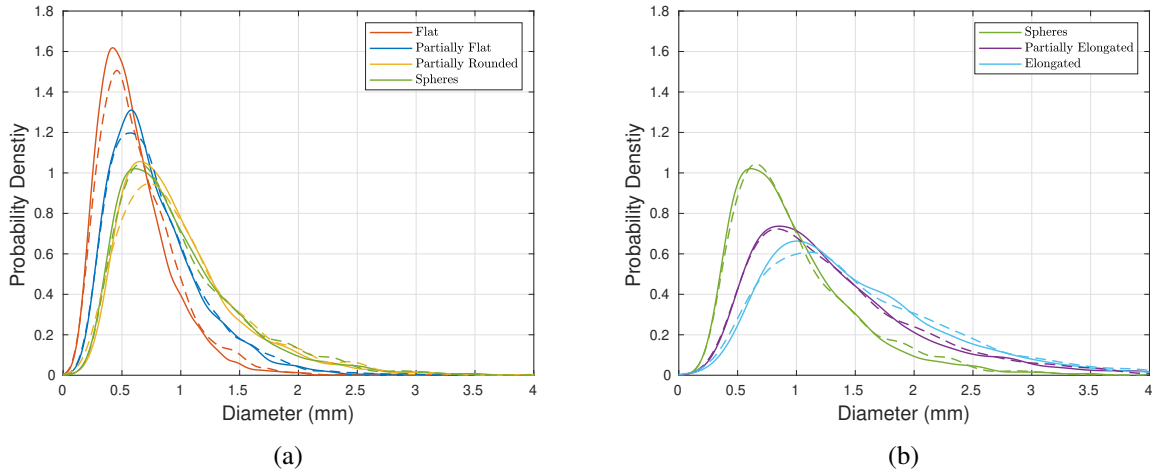 1.8
1.6
1.4
1.2
1
0.8
0.6
0.4
0.2
0
0 0.5 1 1.5 2 2.5 3 3.5 4
Probability Denstiy
Diameter (mm)
Flat
Partially Flat
Partially Rounded
Spheres
(a)
1.8
1.6
1.4
1.2
1
0.8
0.6
0.4
0.2
0
0 0.5 1 1.5 2 2.5 3 3.5 4
Probability Denstiy
Diameter (mm)
Spheres
Partially Elongated
Elongated
(b)